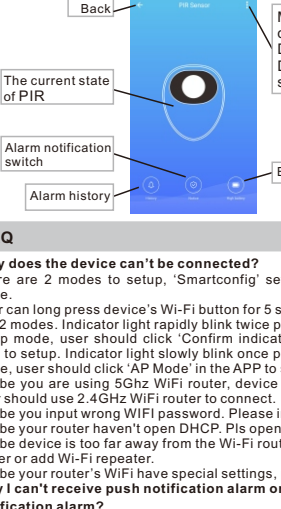 Back
PIR Sensor
The current state
of PIR
Alarm notification
switch
Alarm history
Q
y does the device can't be connected?
re are 2 modes to setup, ‘Smartconfig’ se
e.
r can long press device's Wi-Fi button for 5 s
2 modes. Indicator light rapidly blink twice p
p mode, user should click ‘Confirm indicat
to setup. Indicator light slowly blink once p
e, user should click ‘AP Mode’ in the APP to s
be you are using 5Ghz WiFi router, device
r should use 2.4GHz WiFi router to connect.
be you input wrong WIFI password. Please i
be your router haven't open DHCP. Pls open
be device is too far away from the Wi-Fi rout
er or add Wi-Fi repeater.
be your router's WiFi have special settings,
y I can't receive push notification alarm or
fication alarm?